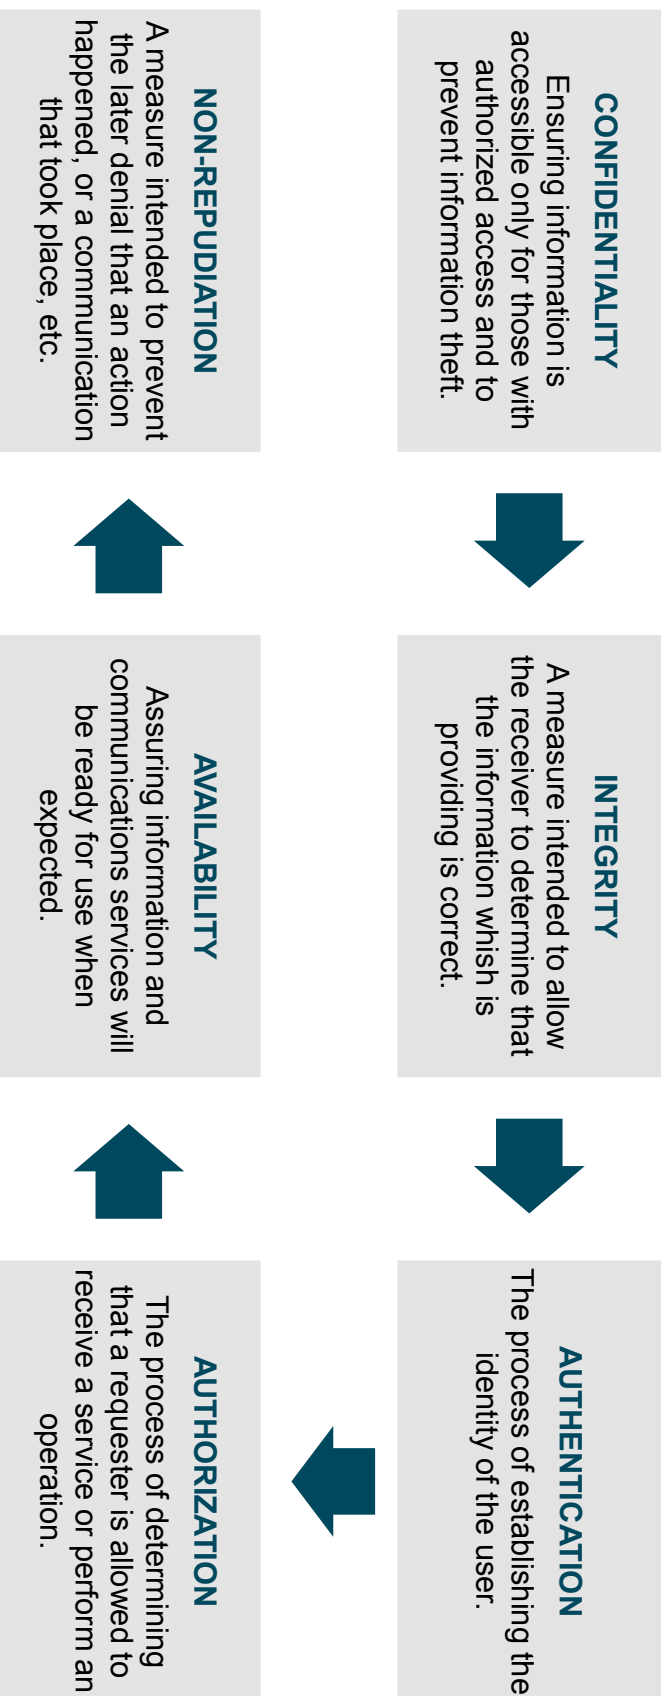 CONFIDENTIALITY
Ensuring information is
accessible only for those with
authorized access and to
prevent information theft.
INTEGRITY
A measure intended to allow
the receiver to determine that
the information whish is
providing is correct.
AUTHENTICATION
The process of establishing the
identity of the user.
AUTHORIZATION
The process of determining
that a requester is allowed to
receive a service or perform an
operation.
AVAILABILITY
Assuring information and
communications services will
be ready for use when
expected.
NON-REPUDIATION
A measure intended to prevent
the later denial that an action
happened, or a communication
that took place, etc.